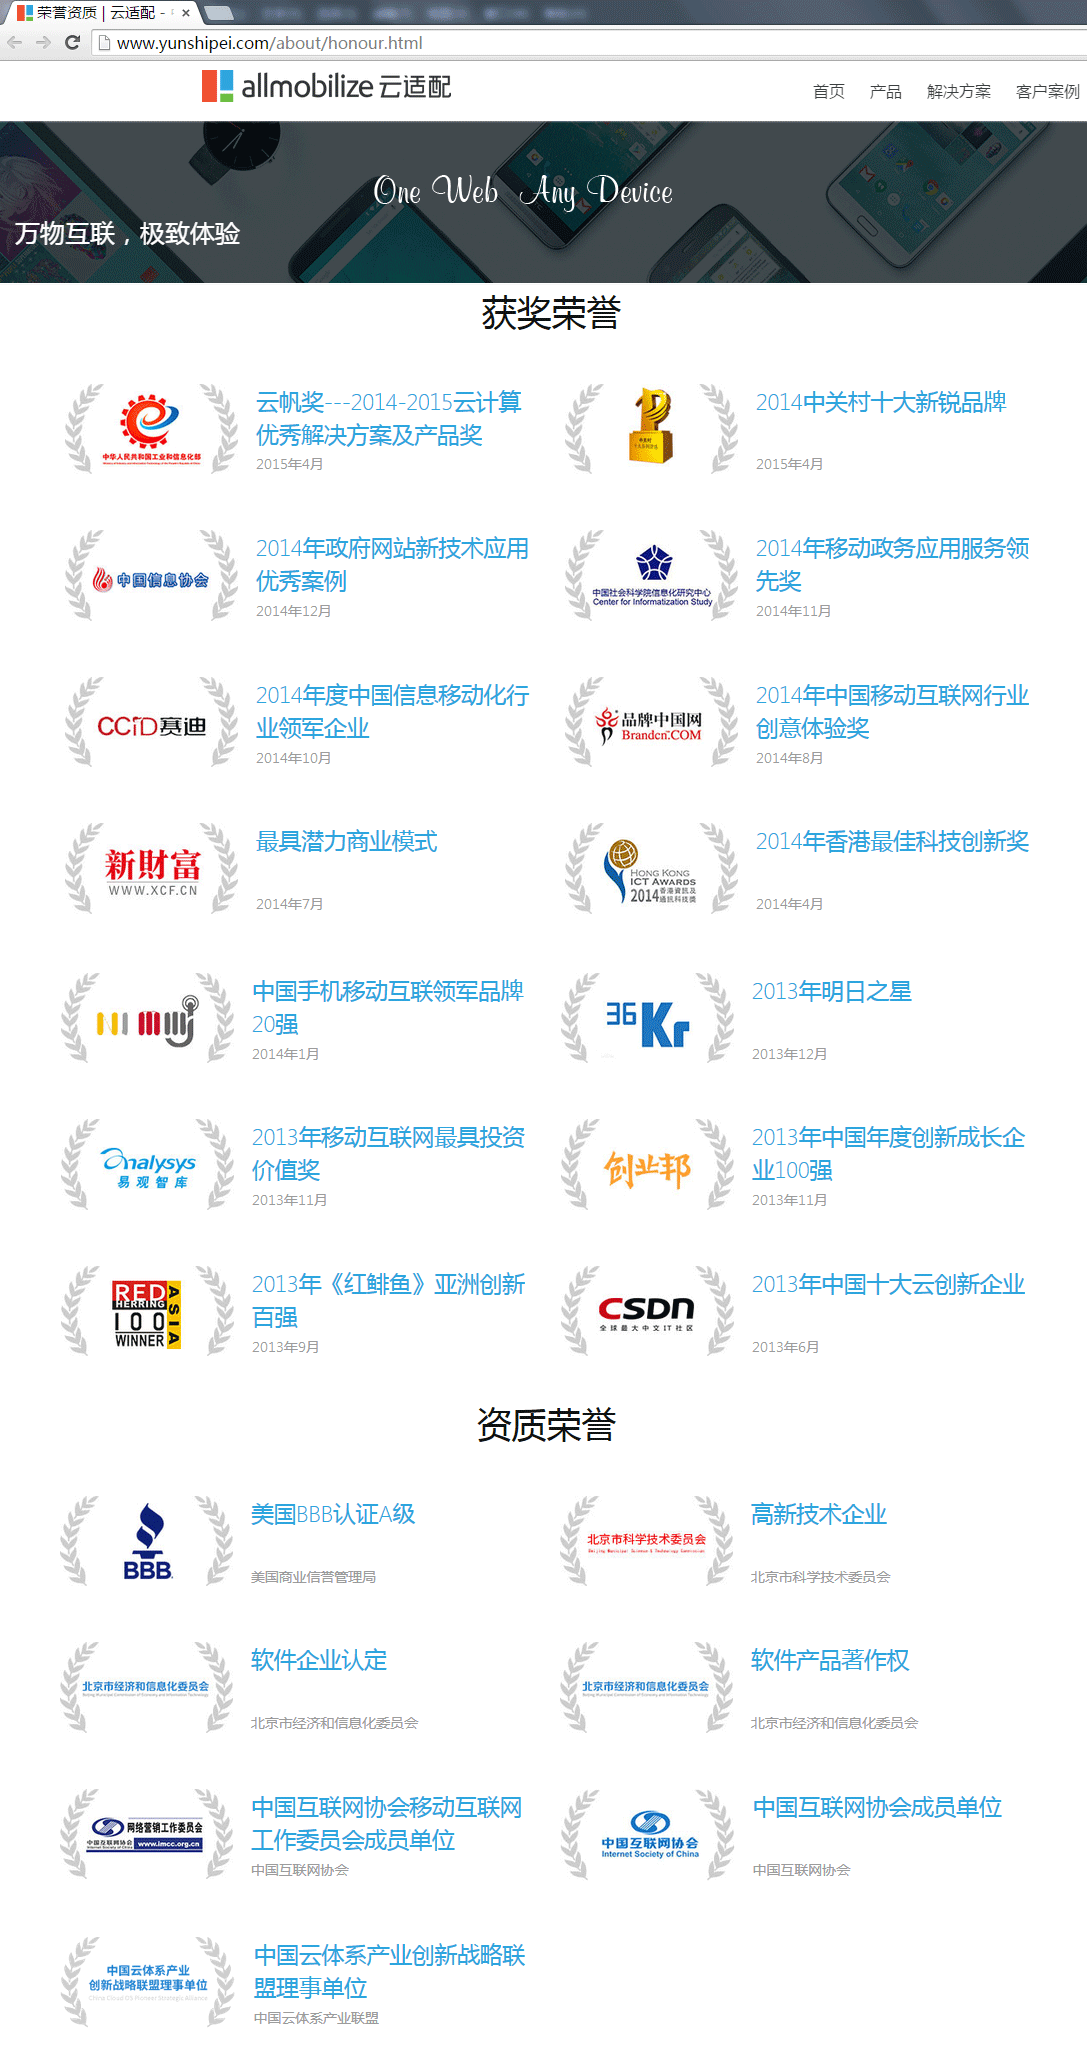 荣誉资质 | 云适配 -
www.yunshipei.com/about/honour.html
allmobilize 云适配
首页 产品 解决方案 客户案例
One Web Any Device
万物互联，极致体验
获奖荣誉
中华人民共和国工业和信息化部
云帆奖---2014-2015云计算
优秀解决方案及产品奖
2015年4月
2014中关村十大新锐品牌
2015年4月
中国信息协会
2014年政府网站新技术应用
优秀案例
2014年12月
中国社会科学院信息化研究中心
Center for Informatization Study
2014年移动政务应用服务领
先奖
2014年11月
CCID赛迪
2014年度中国信息移动化行
业领军企业
2014年10月
品牌中国网
Brandcn.COM
2014年中国移动互联网行业
创意体验奖
2014年8月
新財富
WWW.XCF.CN
最具潜力商业模式
2014年7月
HONG KONG
ICT AWARDS
2014 香港資訊及
通訊科技獎
2014年香港最佳科技创新奖
2014年4月
中国手机移动互联领军品牌
20强
2014年1月
36Kr
2013年明日之星
2013年12月
analysys
易观智库
2013年移动互联网最具投资
价值奖
2013年11月
创业邦
2013年中国年度创新成长企
业100强
2013年11月
RED
HERRING
100
WINNER
ASIA
2013年《红鲱鱼》亚洲创新
百强
2013年9月
CSDN
全球最大中文IT社区
2013年中国十大云创新企业
2013年6月
资质荣誉
BBB
美国BBB认证A级
美国商业信誉管理局
北京市科学技术委员会
Beijing Municipal Science & Technology Commission
高新技术企业
北京市科学技术委员会
北京市经济和信息化委员会
Beijing Municipal Commission of Economy and Information Technology
软件企业认定
北京市经济和信息化委员会
北京市经济和信息化委员会
Beijing Municipal Commission of Economy and Information Technology
软件产品著作权
北京市经济和信息化委员会
网络营销工作委员会
中国互联网协会
Internet Society of China
www.imcc.org.cn
中国互联网协会移动互联网
工作委员会成员单位
中国互联网协会
中国互联网协会
Internet Society of China
中国互联网协会成员单位
中国互联网协会
中国云体系产业
创新战略联盟理事单位
中国云体系产业创新战略联
盟理事单位
中国云体系产业联盟